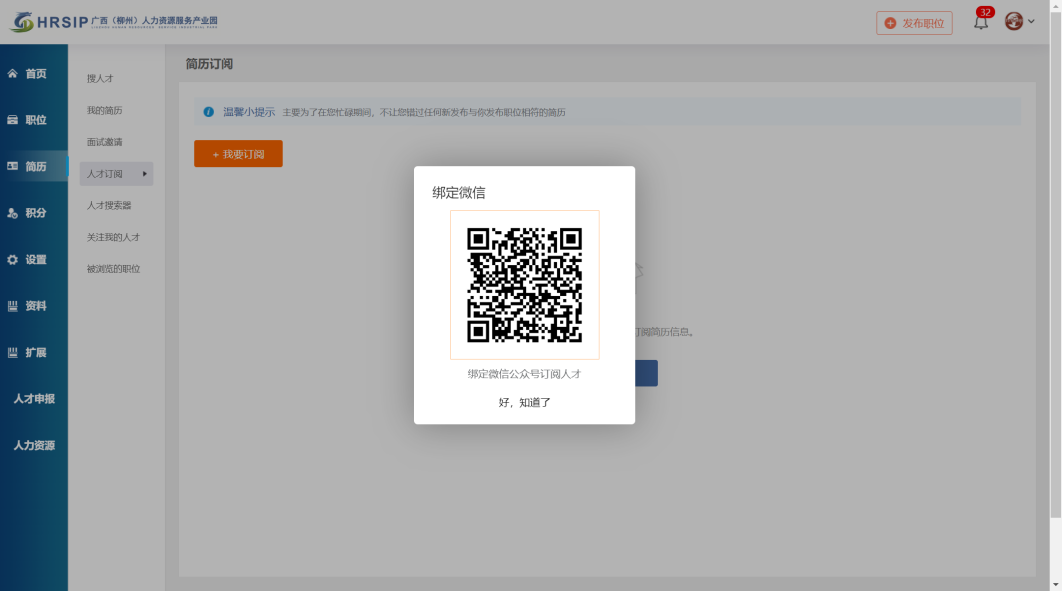 HRSIP 广西（柳州）人力资源服务产业园
发布职位
32
首页
职位
简历
积分
设置
资料
扩展
人才申报
人力资源
搜人才
我的简历
面试邀请
人才订阅
人才搜索器
关注我的人才
被浏览的职位
简历订阅
温馨小提示 主要为了在您忙碌期间，不让您错过任何新发布与你发布职位相符的简历
+ 我要订阅
绑定微信
绑定微信公众号订阅人才
好，知道了
订阅简历信息。